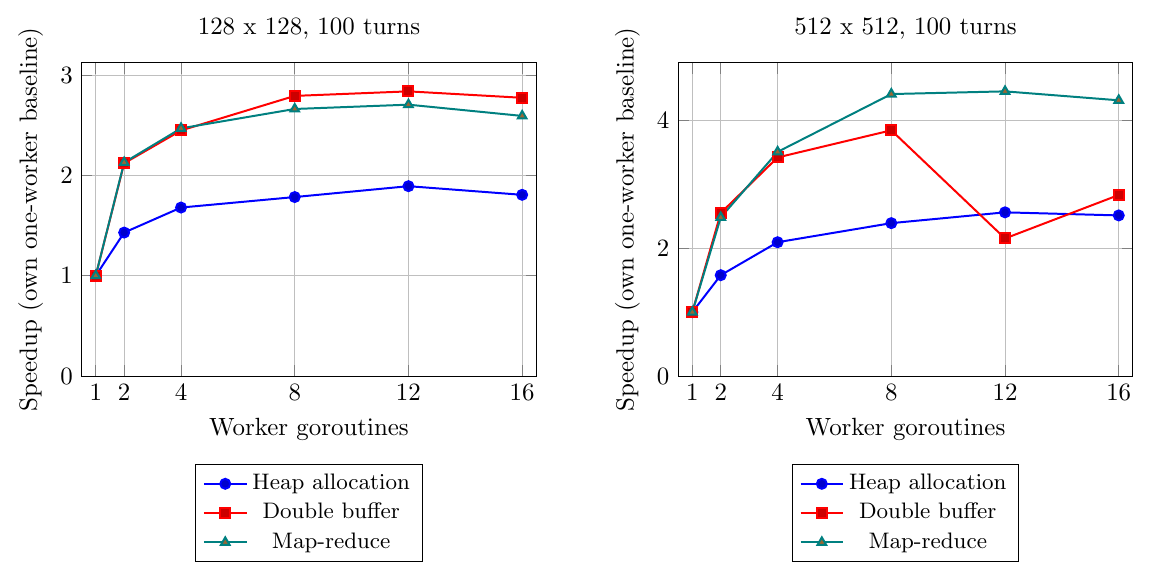 128 x 128, 100 turns
Speedup (own one-worker baseline)
3
2
1
0
1 2 4 8 12 16
Worker goroutines
Heap allocation
Double buffer
Map-reduce
512 x 512, 100 turns
Speedup (own one-worker baseline)
4
2
0
1 2 4 8 12 16
Worker goroutines
Heap allocation
Double buffer
Map-reduce